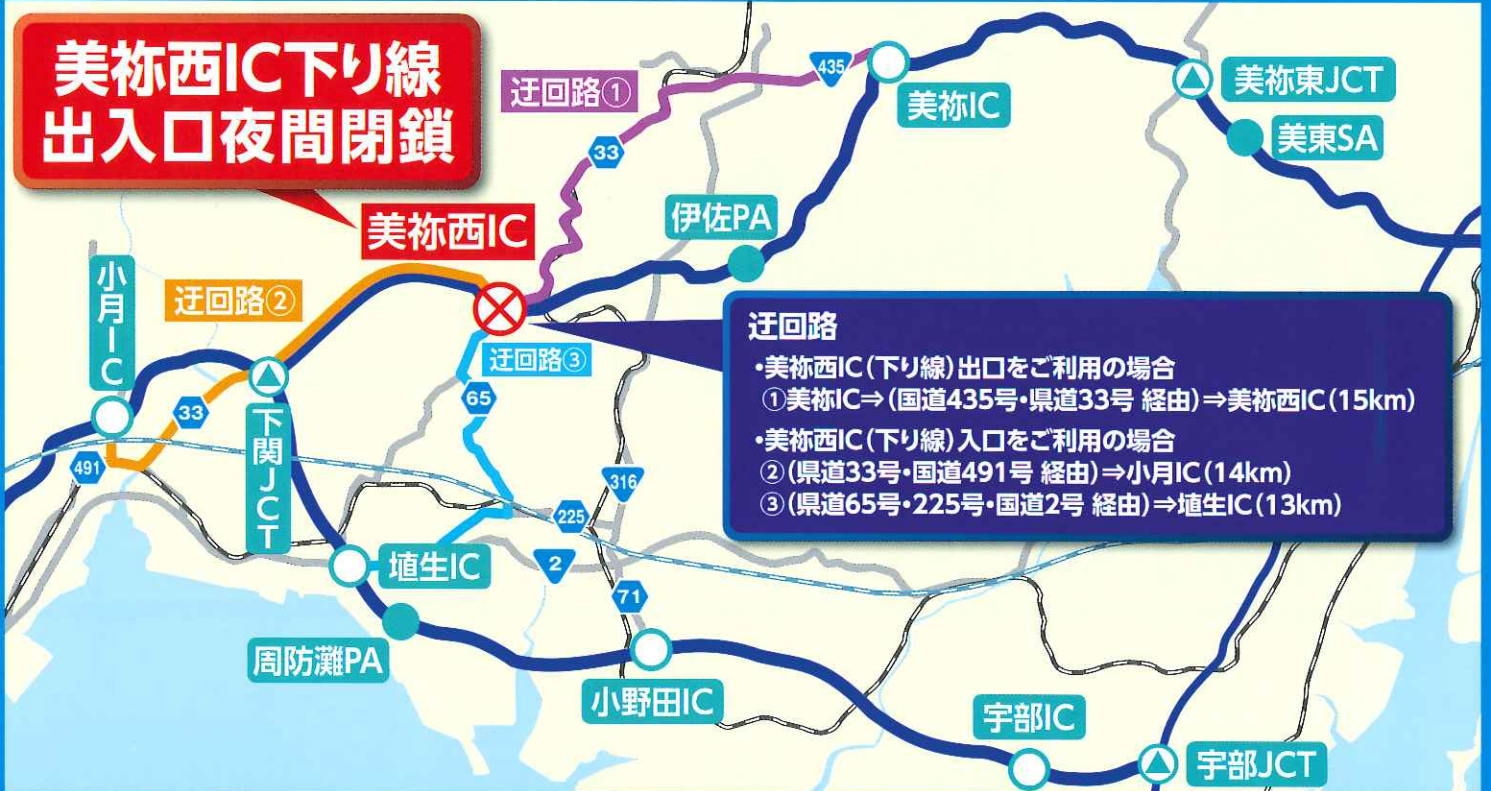 美祢西IC下り線
出入口夜間閉鎖
迂回路①
435
美祢IC
美祢東JCT
美東SA
33
美祢西IC
伊佐PA
小月IC
迂回路②
迂回路③
迂回路
・美祢西IC(下り線)出口をご利用の場合
①美祢IC⇒(国道435号・県道33号 経由)⇒美祢西IC(15km)
・美祢西IC(下り線)入口をご利用の場合
②(県道33号・国道491号 経由)⇒小月IC(14km)
③(県道65号・225号・国道2号 経由)⇒埴生IC(13km)
65
33
下関JCT
491
316
225
埴生IC
2
71
周防灘PA
小野田IC
宇部IC
宇部JCT